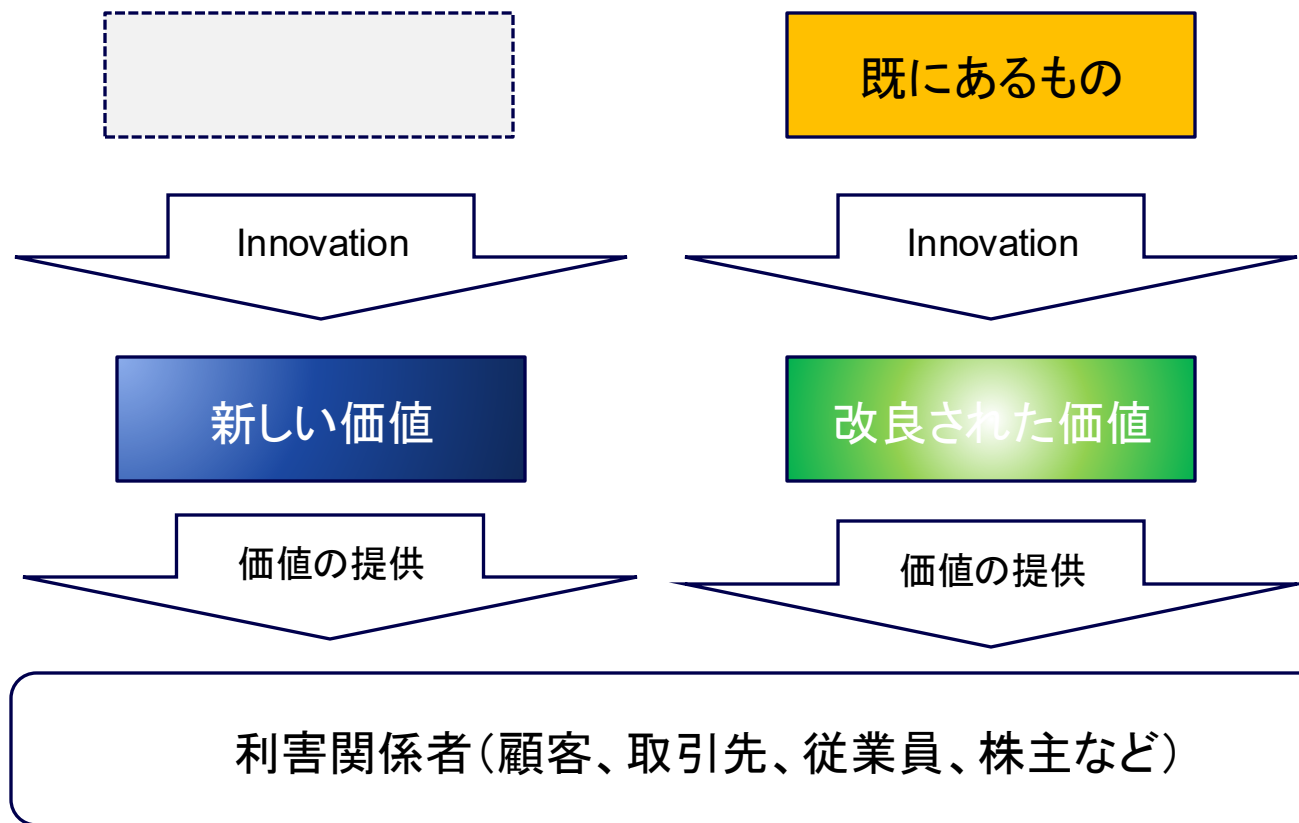 既にあるもの
Innovation
Innovation
新しい価値
改良された価値
価値の提供
価値の提供
利害関係者（顧客、取引先、従業員、株主など）